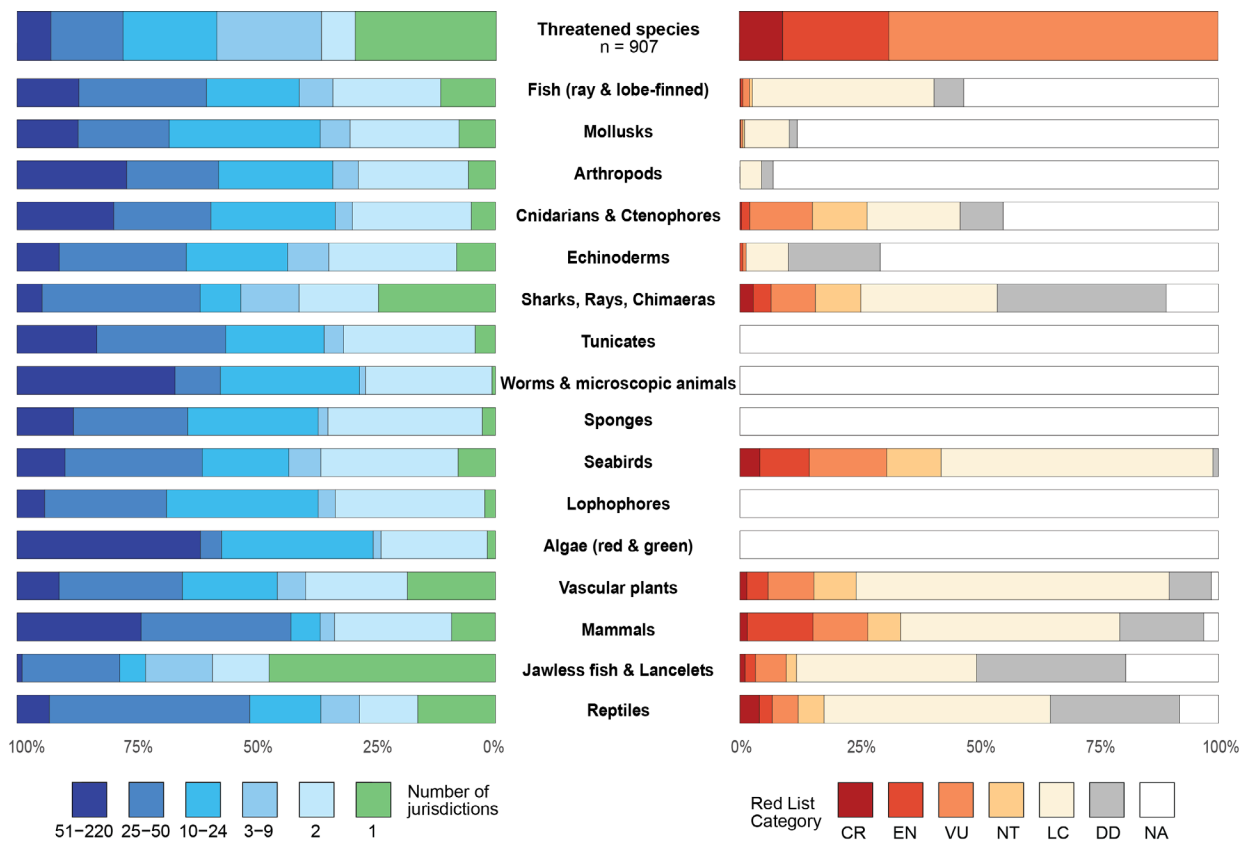 Threatened species
n = 907
Fish (ray & lobe-finned)
Mollusks
Arthropods
Cnidarians & Ctenophores
Echinoderms
Sharks, Rays, Chimaeras
Tunicates
Worms & microscopic animals
Sponges
Seabirds
Lophophores
Algae (red & green)
Vascular plants
Mammals
Jawless fish & Lancelets
Reptiles
100% 75% 50% 25% 0%
0% 25% 50% 75% 100%
Number of
jurisdictions
51−220 25−50 10−24 3−9 2 1
Red List
Category
CR EN VU NT LC DD NA